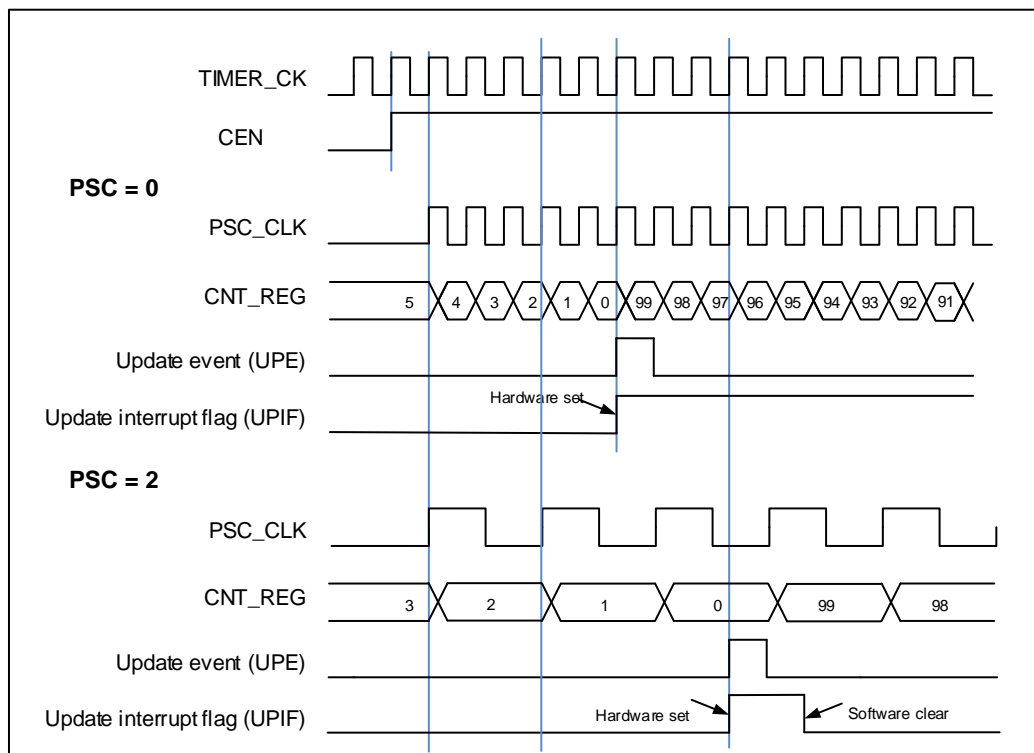 TIMER_CK
CEN
PSC = 0
PSC_CLK
CNT_REG
5 4 3 2 1 0 99 98 97 96 95 94 93 92 91
Update event (UPE)
Hardware set
Update interrupt flag (UPIF)
PSC = 2
PSC_CLK
CNT_REG
3 2 1 0 99 98
Update event (UPE)
Update interrupt flag (UPIF)
Hardware set
Software clear